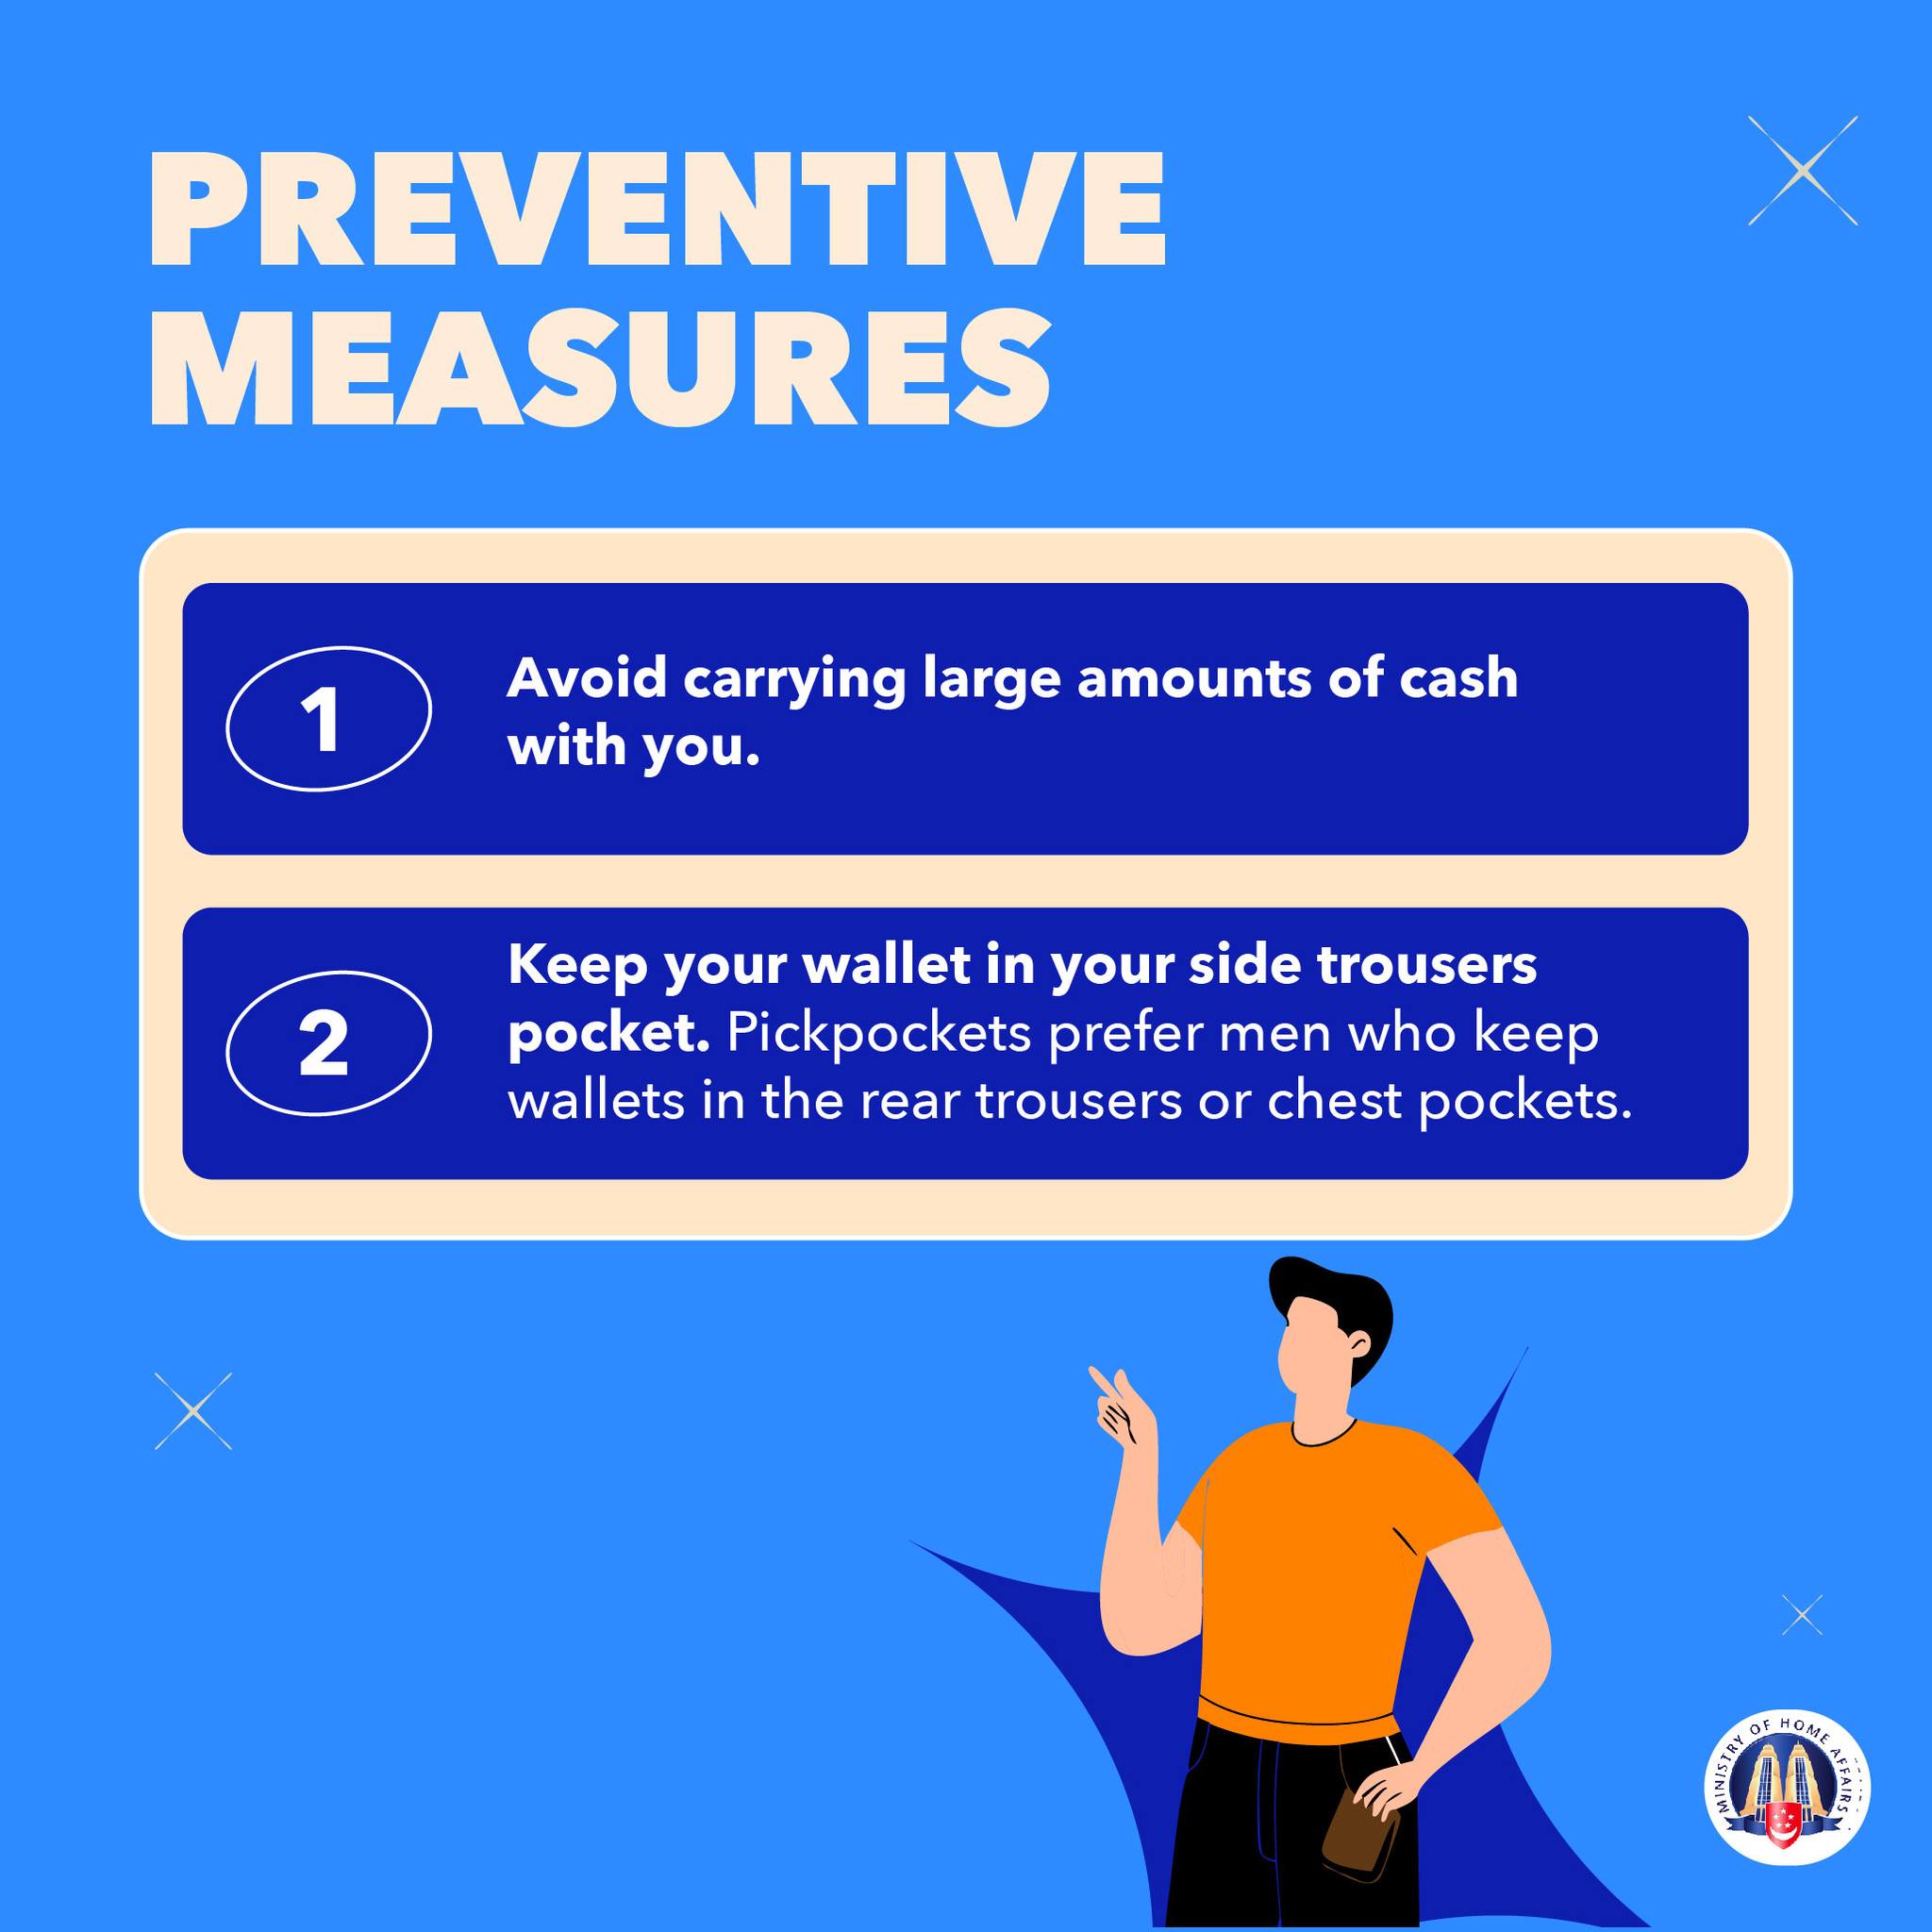 PREVENTIVE
MEASURES
1
Avoid carrying large amounts of cash
with you.
2
Keep your wallet in your side trousers
pocket. Pickpockets prefer men who keep
wallets in the rear trousers or chest pockets.
MINISTRY OF HOME AFFAIRS